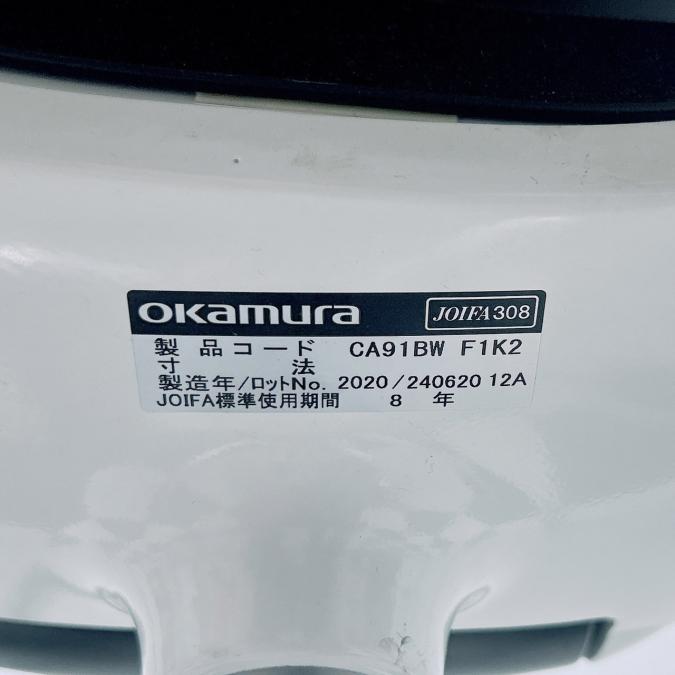 OKamura JOIFA308
製品コード CA91BW F1K2
寸法
製造年/ロットNo. 2020/240620 12A
JOIFA標準使用期間 8 年